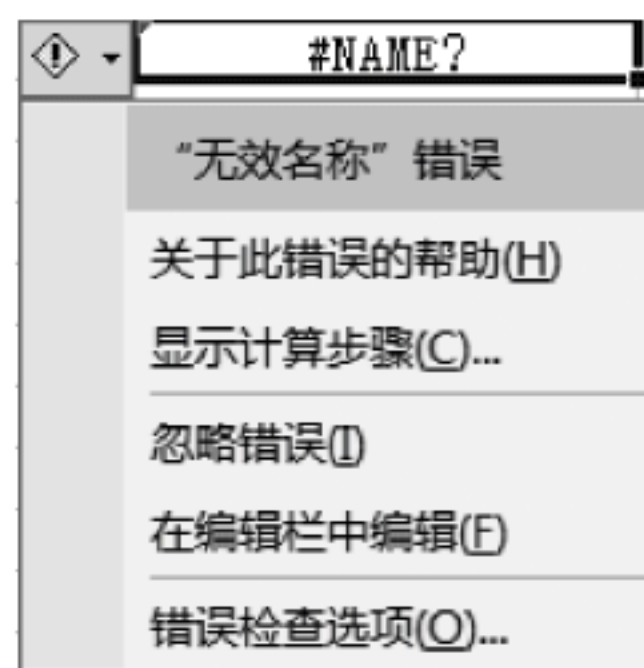 #NAME?
“无效名称”错误
关于此错误的帮助(H)
显示计算步骤(C)...
忽略错误(I)
在编辑栏中编辑(F)
错误检查选项(O)...